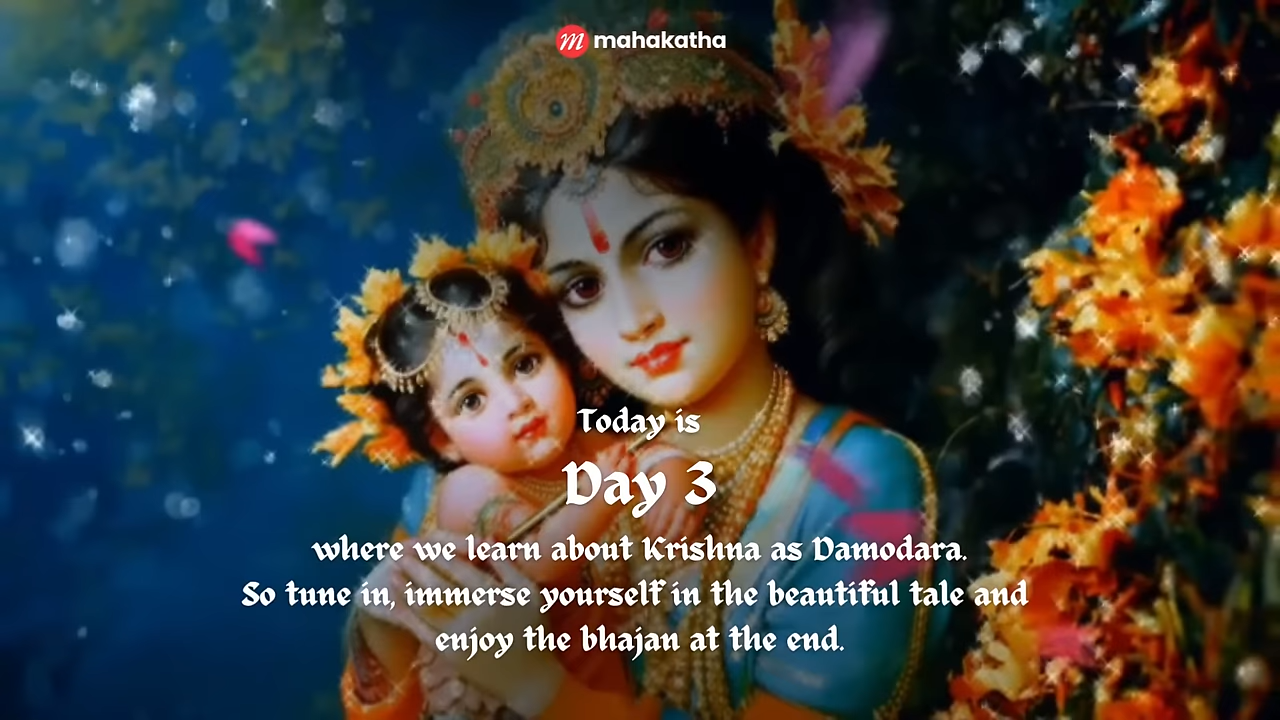 mahakatha
Today is
Day 3
where we learn about Krishna as Damodara.
So tune in, immerse yourself in the beautiful tale and
enjoy the bhajan at the end.